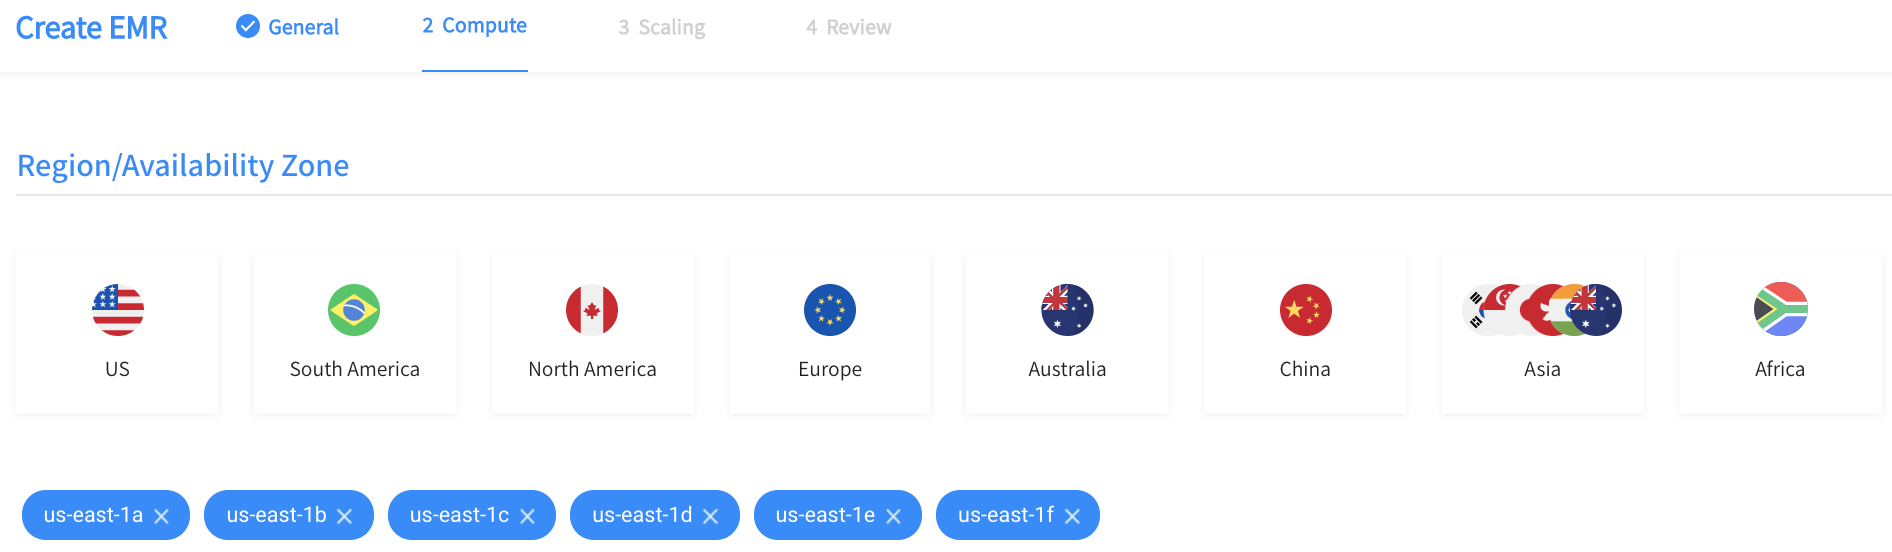 Create EMR General 2 Compute 3 Scaling 4 Review
Region/Availability Zone
US South America North America Europe Australia China Asia Africa
us-east-1a us-east-1b us-east-1c us-east-1d us-east-1e us-east-1f